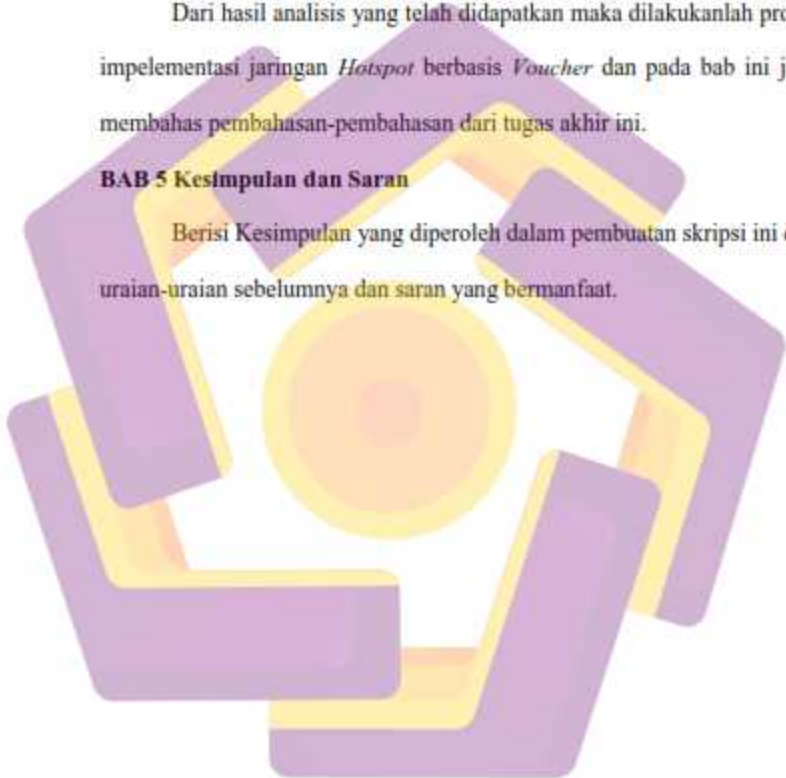 Dari hasil analisis yang telah didapatkan maka dilakukanlah
impelementasi jaringan Hotspot berbasis Voucher dan pada bab ini
membahas pembahasan-pembahasan dari tugas akhir ini.
BAB 5 Kesimpulan dan Saran
Berisi Kesimpulan yang diperoleh dalam pembuatan skripsi ini
uraian-uraian sebelumnya dan saran yang bermanfaat.